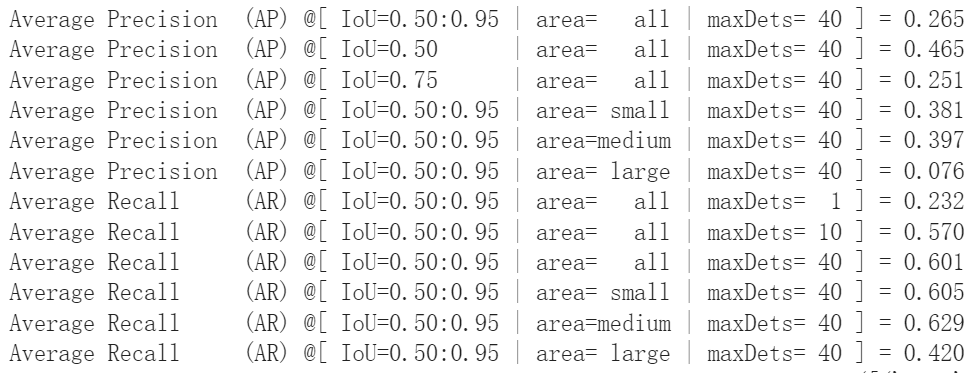 Average Precision  (AP) @[ IoU=0.50:0.95 | area=   all | maxDets= 40 ] = 0.265
Average Precision  (AP) @[ IoU=0.50      | area=   all | maxDets= 40 ] = 0.465
Average Precision  (AP) @[ IoU=0.75      | area=   all | maxDets= 40 ] = 0.251
Average Precision  (AP) @[ IoU=0.50:0.95 | area= small | maxDets= 40 ] = 0.381
Average Precision  (AP) @[ IoU=0.50:0.95 | area=medium | maxDets= 40 ] = 0.397
Average Precision  (AP) @[ IoU=0.50:0.95 | area= large | maxDets= 40 ] = 0.076
Average Recall     (AR) @[ IoU=0.50:0.95 | area=   all | maxDets=  1 ] = 0.232
Average Recall     (AR) @[ IoU=0.50:0.95 | area=   all | maxDets= 10 ] = 0.570
Average Recall     (AR) @[ IoU=0.50:0.95 | area=   all | maxDets= 40 ] = 0.601
Average Recall     (AR) @[ IoU=0.50:0.95 | area= small | maxDets= 40 ] = 0.605
Average Recall     (AR) @[ IoU=0.50:0.95 | area=medium | maxDets= 40 ] = 0.629
Average Recall     (AR) @[ IoU=0.50:0.95 | area= large | maxDets= 40 ] = 0.420